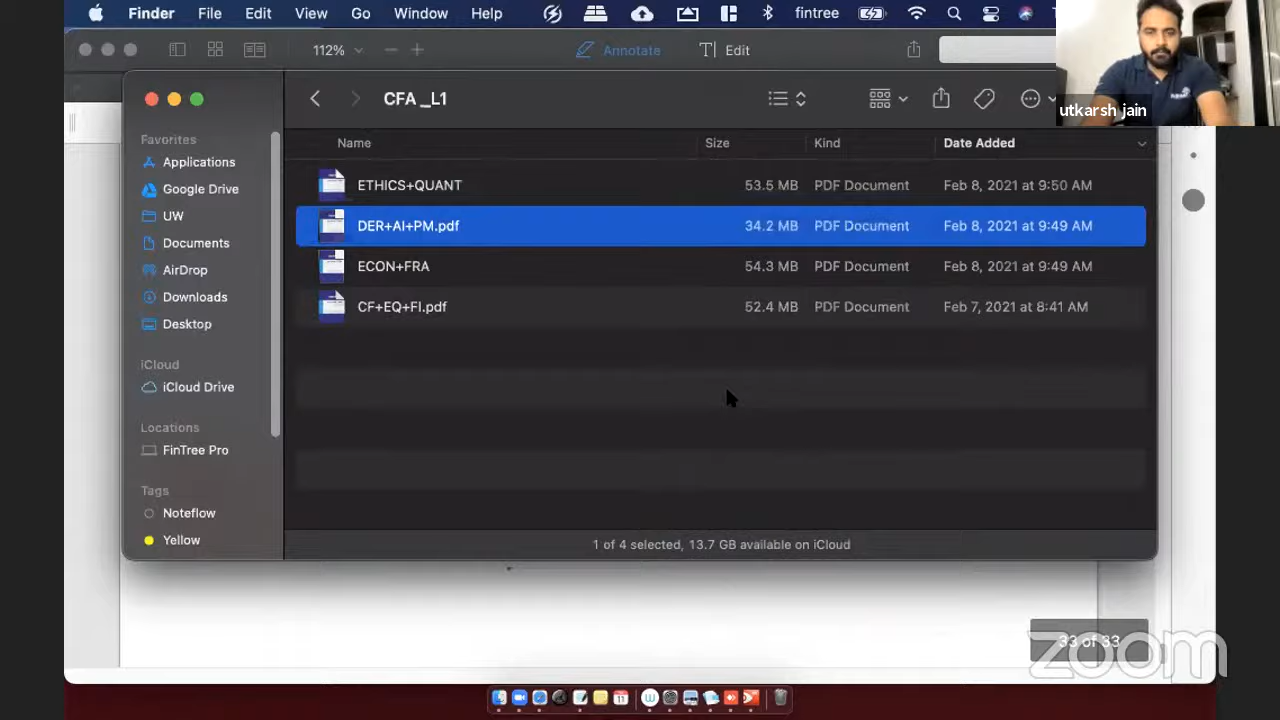 Finder File Edit View Go Window Help fintree
112% Annotate Edit
CFA _L1
utkarsh jain
Favorites
Applications
Google Drive
UW
Documents
AirDrop
Downloads
Desktop
iCloud
iCloud Drive
Locations
FinTree Pro
Tags
Noteflow
Yellow
Name Size Kind Date Added
ETHICS+QUANT 53.5 MB PDF Document Feb 8, 2021 at 9:50 AM
DER+AI+PM.pdf 34.2 MB PDF Document Feb 8, 2021 at 9:49 AM
ECON+FRA 54.3 MB PDF Document Feb 8, 2021 at 9:49 AM
CF+EQ+FI.pdf 52.4 MB PDF Document Feb 7, 2021 at 8:41 AM
1 of 4 selected, 13.7 GB available on iCloud
33 of 33
zoom
11